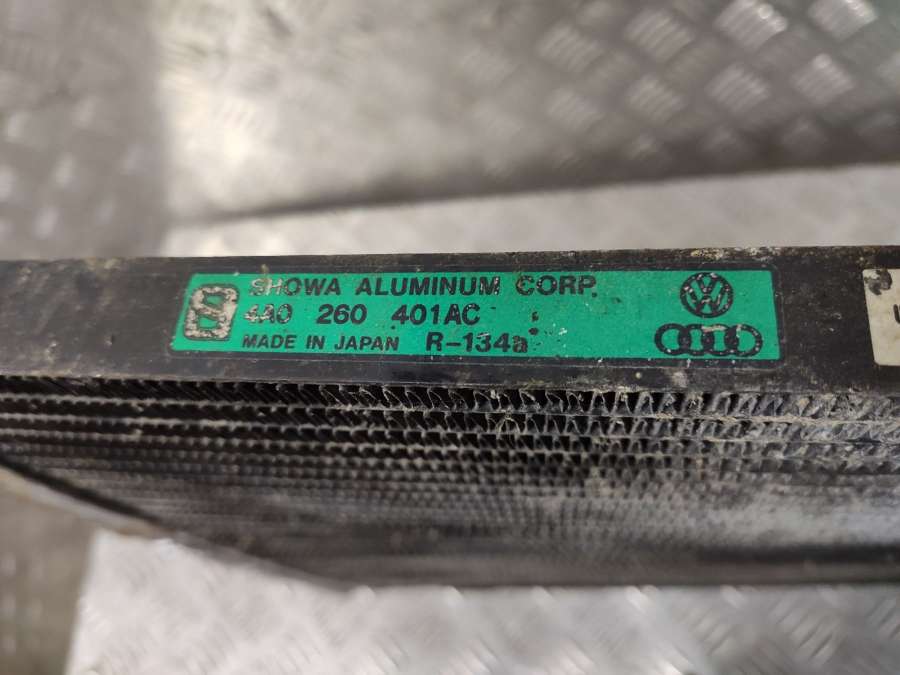 SHOWA ALUMINUM CORP.
4A0 260 401AC
MADE IN JAPAN R-134a